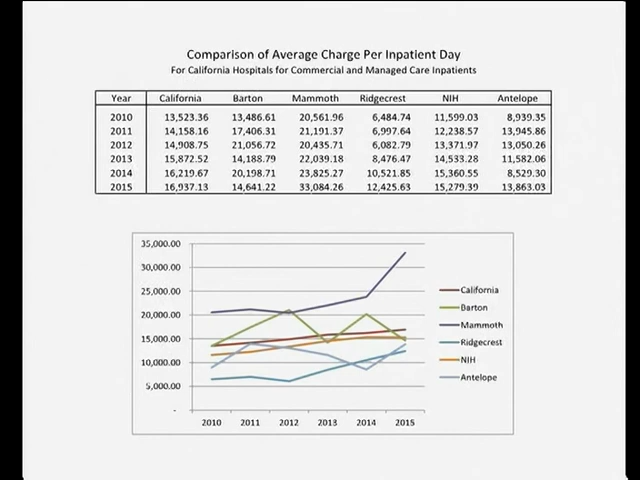 Comparison of Average Charge Per Inpatient Day
For California Hospitals for Commercial and Managed Care Inpatients
Year California Barton Mammoth Ridgecrest NIH Antelope
2010 13,523.36 13,486.61 20,561.96 6,484.74 11,599.03 8,939.35
2011 14,158.16 17,406.31 21,191.37 6,997.64 12,238.57 13,945.86
2012 14,908.75 21,056.72 20,435.71 6,082.79 13,371.97 13,050.26
2013 15,872.52 14,188.79 22,039.18 8,476.47 14,533.28 11,582.06
2014 16,219.67 20,198.71 23,825.27 10,521.85 15,360.55 8,529.30
2015 16,937.13 14,641.22 33,084.26 12,425.63 15,279.39 13,863.03
35,000.00
30,000.00
25,000.00
20,000.00
15,000.00
10,000.00
5,000.00
-
2010 2011 2012 2013 2014 2015
California
Barton
Mammoth
Ridgecrest
NIH
Antelope